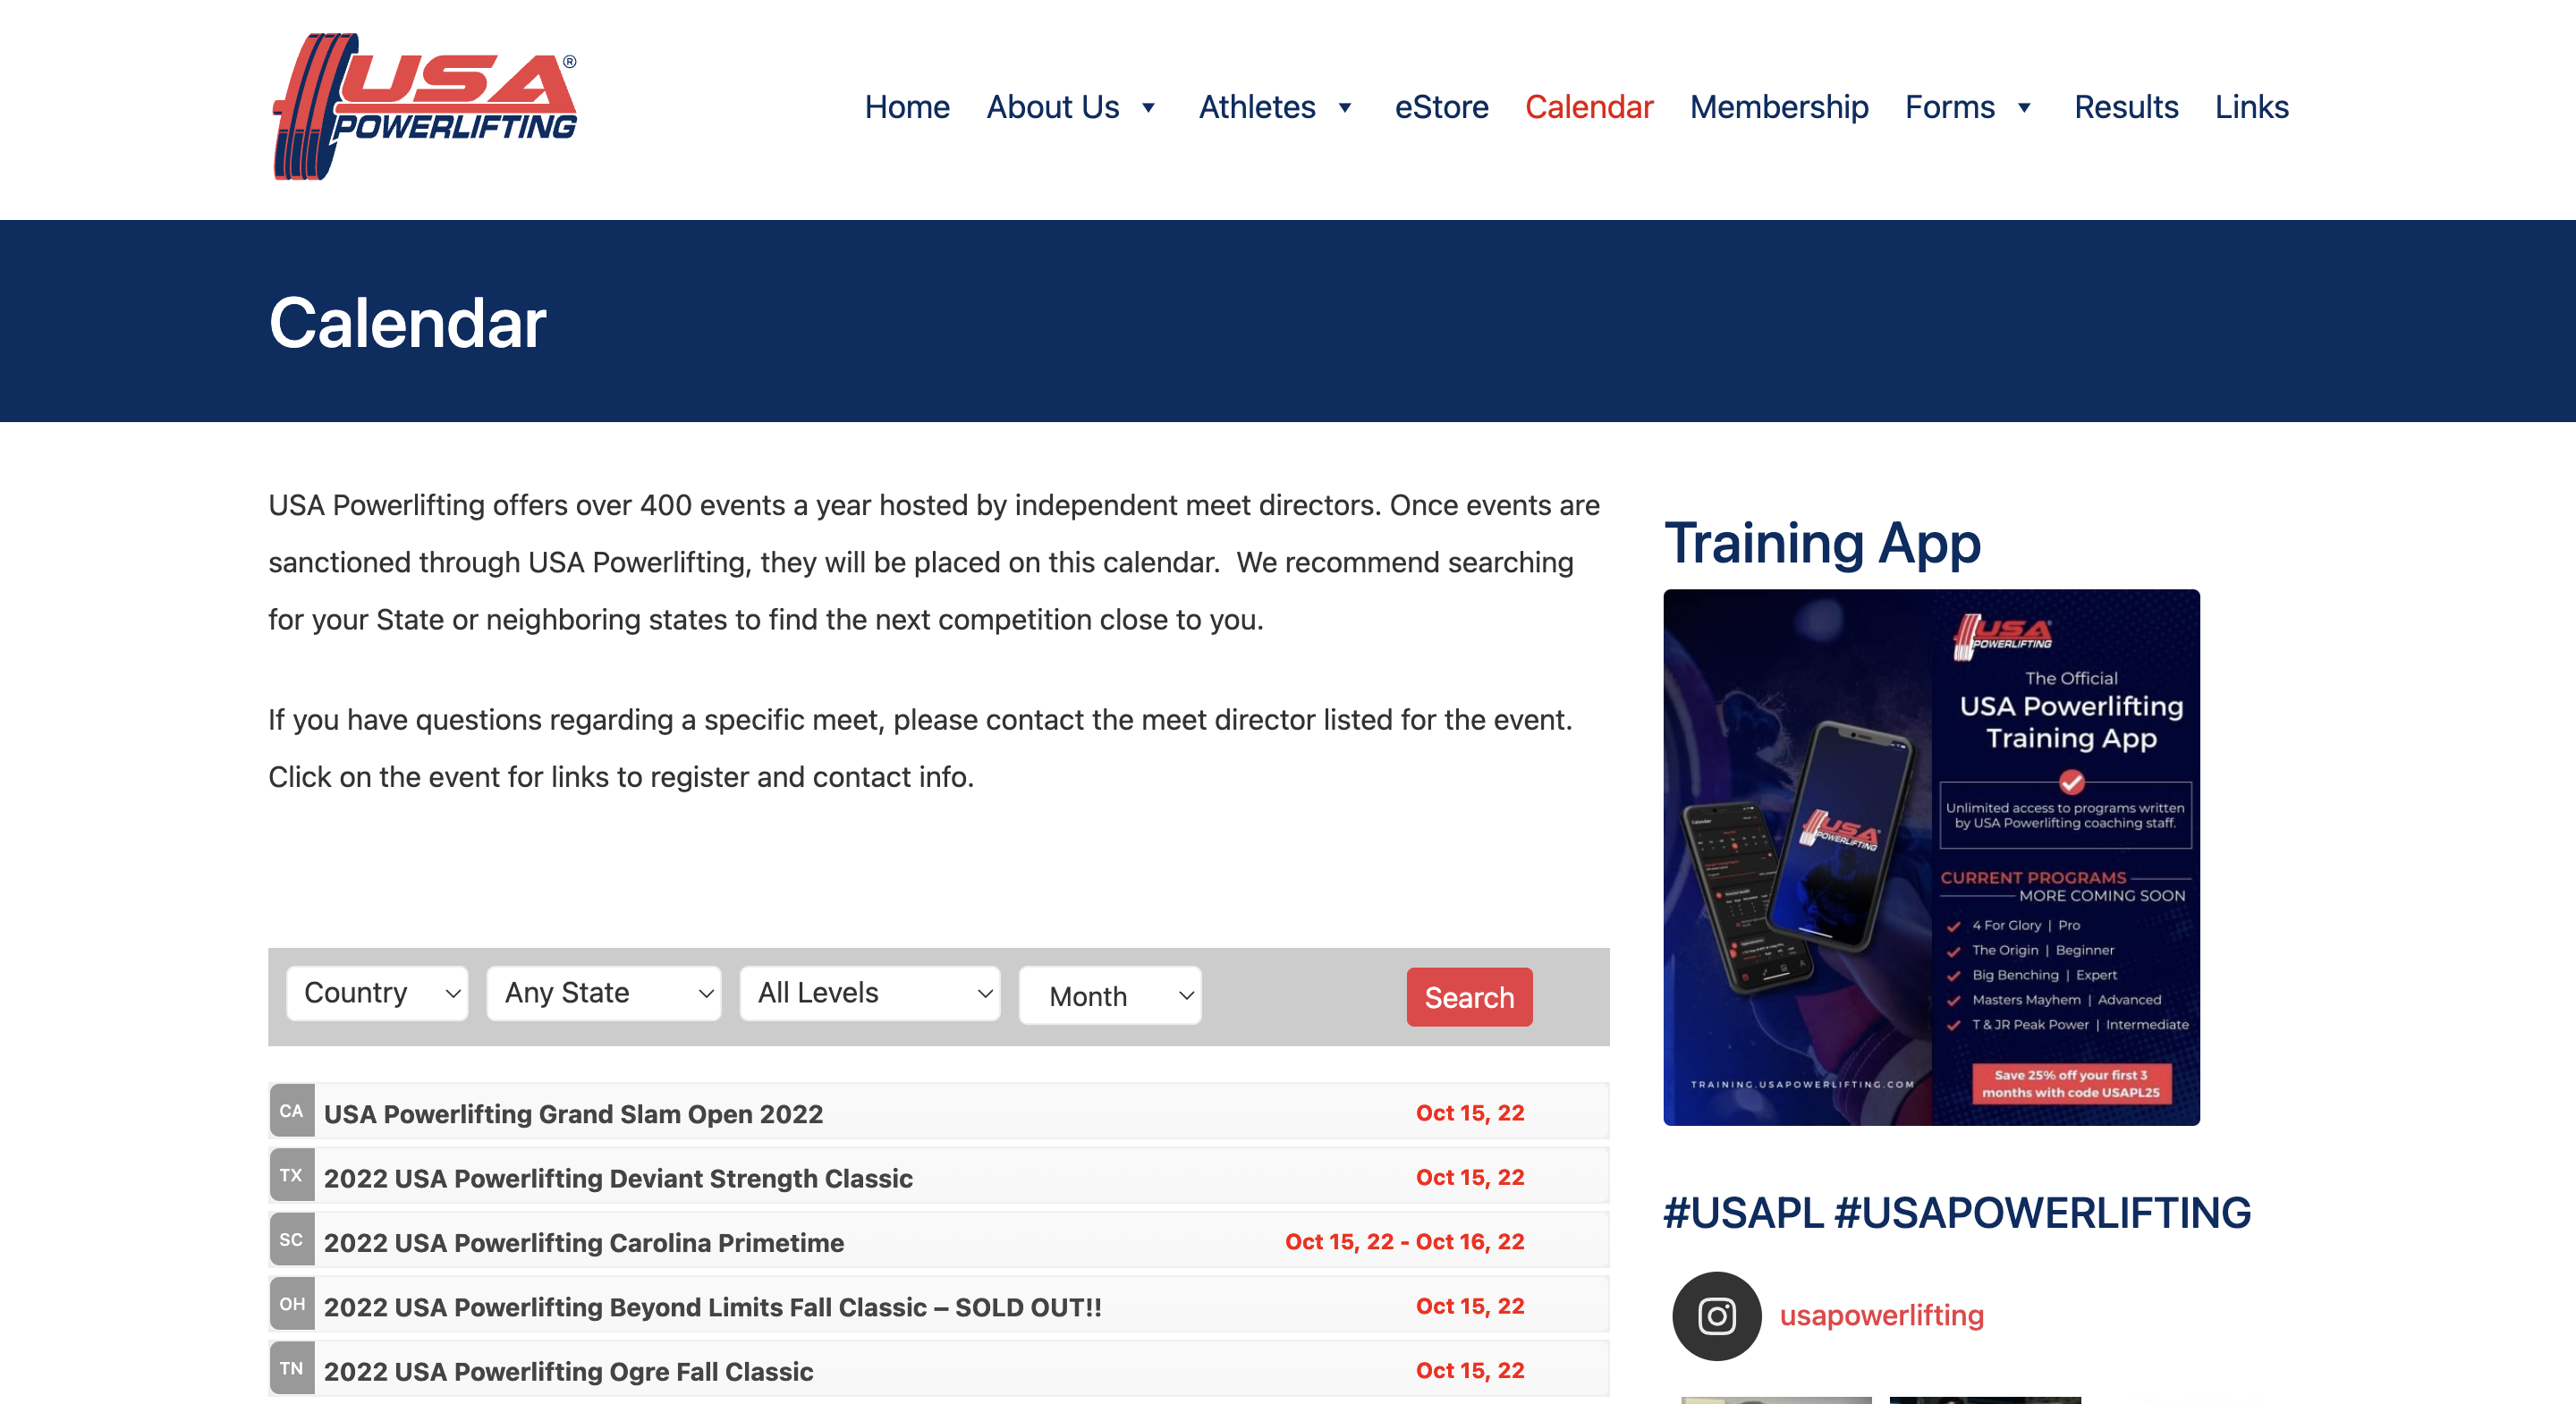 USA®
POWERLIFTING
Home About Us Athletes eStore Calendar Membership Forms Results Links
Calendar
USA Powerlifting offers over 400 events a year hosted by independent meet directors. Once events are
sanctioned through USA Powerlifting, they will be placed on this calendar. We recommend searching
for your State or neighboring states to find the next competition close to you.
If you have questions regarding a specific meet, please contact the meet director listed for the event.
Click on the event for links to register and contact info.
Country Any State All Levels Month Search
CA USA Powerlifting Grand Slam Open 2022 Oct 15, 22
TX 2022 USA Powerlifting Deviant Strength Classic Oct 15, 22
SC 2022 USA Powerlifting Carolina Primetime Oct 15, 22 - Oct 16, 22
OH 2022 USA Powerlifting Beyond Limits Fall Classic – SOLD OUT!! Oct 15, 22
TN 2022 USA Powerlifting Ogre Fall Classic Oct 15, 22
Training App
USA
POWERLIFTING
The Official
USA Powerlifting
Training App
Unlimited access to programs written
by USA Powerlifting coaching staff.
CURRENT PROGRAMS
MORE COMING SOON
4 For Glory | Pro
The Origin | Beginner
Big Benching | Expert
Masters Mayhem | Advanced
T & JR Peak Power | Intermediate
Save 25% off your first 3
months with code USAPL25
Calendar
USA
POWERLIFTING
TRAINING.USAPOWERLIFTING.COM
#USAPL #USAPOWERLIFTING
usapowerlifting